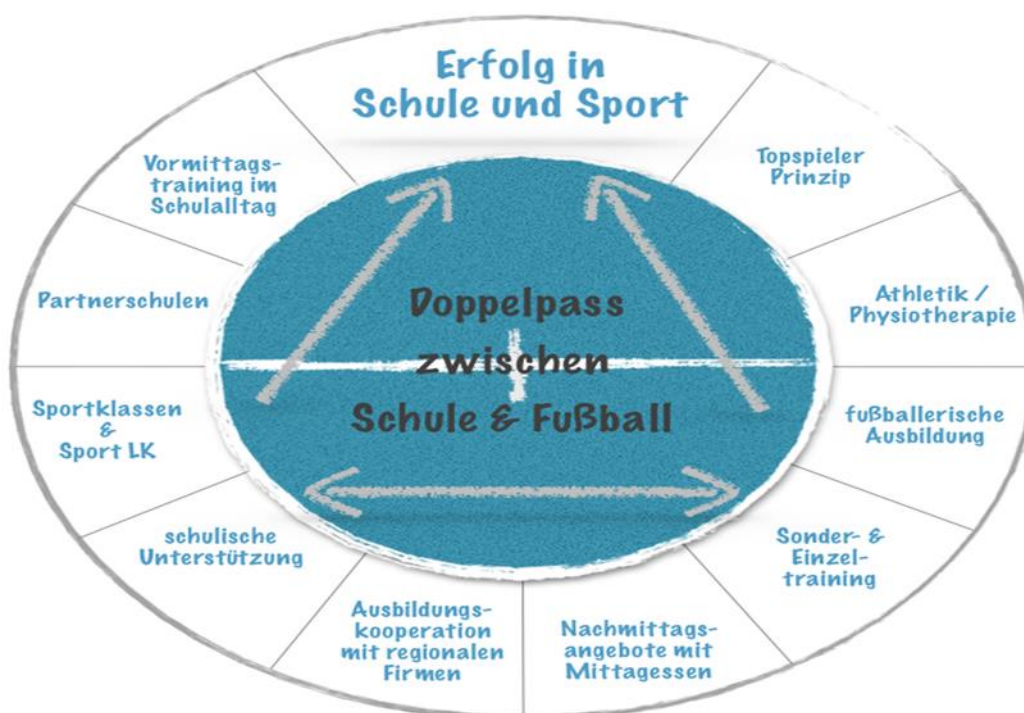 Erfolg in
Schule und Sport
Topspieler
Prinzip
Athletik /
Physiotherapie
fußballerische
Ausbildung
Sonder- &
Einzel-
training
Nachmittags-
angebote mit
Mittagessen
Ausbildungs-
kooperation
mit regionalen
Firmen
schulische
Unterstützung
Sportklassen
&
Sport LK
Partnerschulen
Vormittags-
training im
Schulalltag
Doppelpass
zwischen
Schule & Fußball